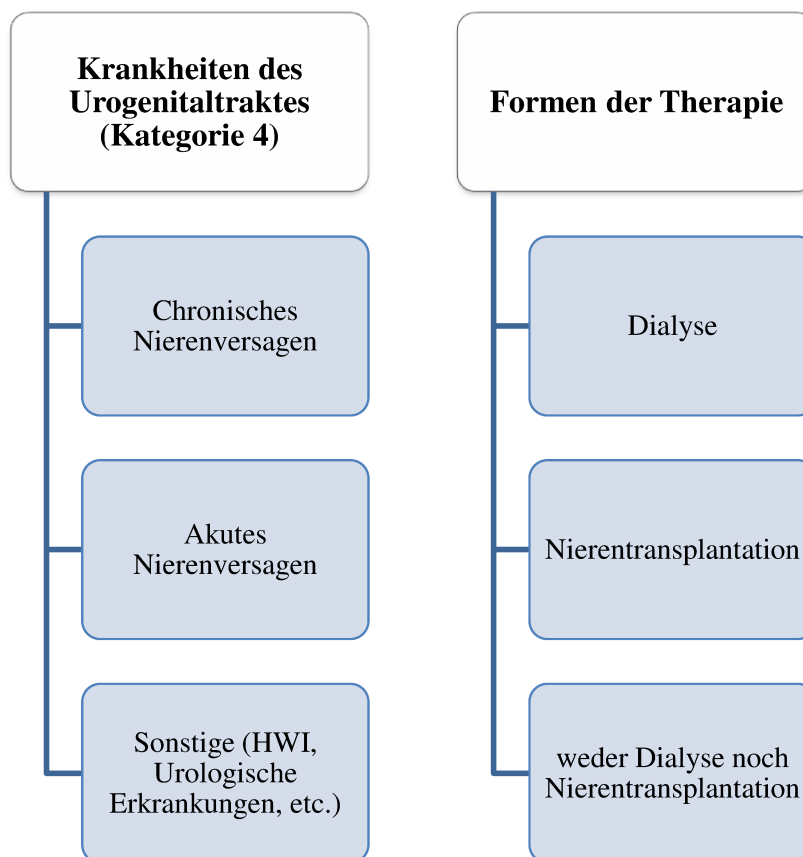 Krankheiten des
Urogenitaltraktes
(Kategorie 4)
Chronisches
Nierenversagen
Akutes
Nierenversagen
Sonstige (HWI,
Urologische
Erkrankungen, etc.)
Formen der Therapie
Dialyse
Nierentransplantation
weder Dialyse noch
Nierentransplantation